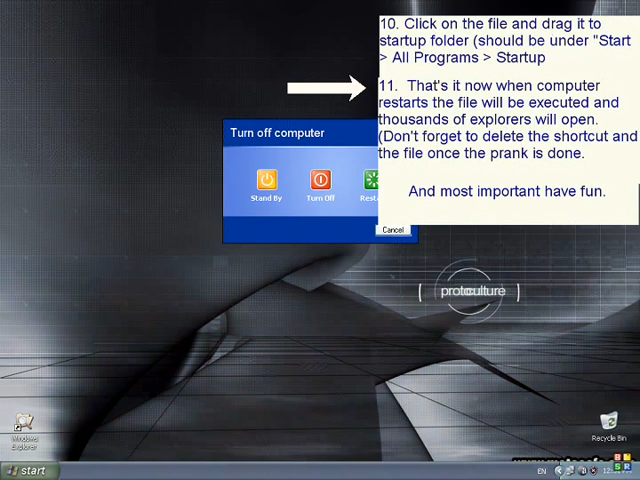 10. Click on the file and drag it to
startup folder (should be under "Start
> All Programs > Startup
11. That's it now when computer
restarts the file will be executed and
thousands of explorers will open.
(Don't forget to delete the shortcut and
the file once the prank is done.
And most important have fun.
Turn off computer
Stand By
Turn Off
Resta
Cancel
protoculture
Windows
Explorer
Recycle Bin
start
EN